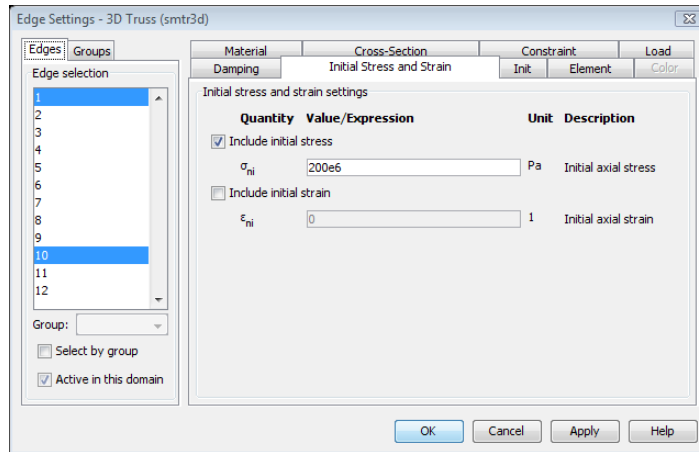 Edge Settings - 3D Truss (smtr3d)
Edges Groups
Edge selection
1
2
3
4
5
6
7
8
9
10
11
12
Group:
Select by group
Active in this domain
Material Cross-Section Constraint Load
Damping Initial Stress and Strain Init Element Color
Initial stress and strain settings
Quantity Value/Expression Unit Description
Include initial stress
σni 200e6 Pa Initial axial stress
Include initial strain
εni 0 1 Initial axial strain
OK Cancel Apply Help